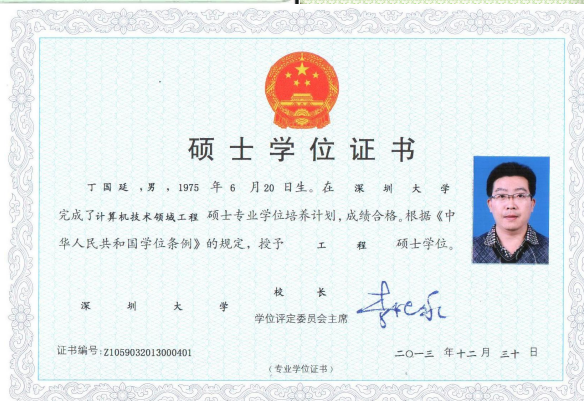 硕士学位证书
丁国廷,男,1975 年 6 月 20 日生。在 深圳大学
完成了计算机技术领域工程 硕士专业学位培养计划,成绩合格。根据《中
华人民共和国学位条例》的规定,授予 工程 硕士学位。
深圳大学
校长
学位评定委员会主席
证书编号:Z1059032013000401
二〇一三 年 十二 月 三十 日
(专业学位证书)